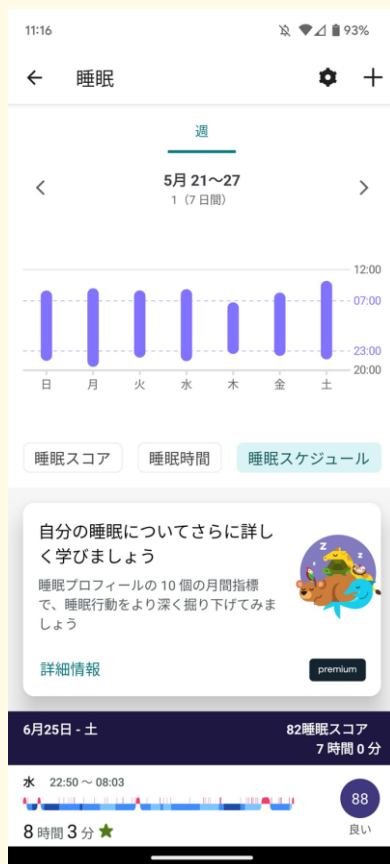 11:16 93%
睡眠
週
5月 21～27
1（7 日間）
12:00
07:00
23:00
20:00
日 月 火 水 木 金 土
睡眠スコア 睡眠時間 睡眠スケジュール
自分の睡眠についてさらに詳し
く学びましょう
睡眠プロフィールの 10 個の月間指標
で、睡眠行動をより深く掘り下げてみま
しょう
詳細情報 premium
6月25日 - 土 82睡眠スコア
7 時間 0 分
水 22:50 ～ 08:03
88
8 時間 3 分 良い